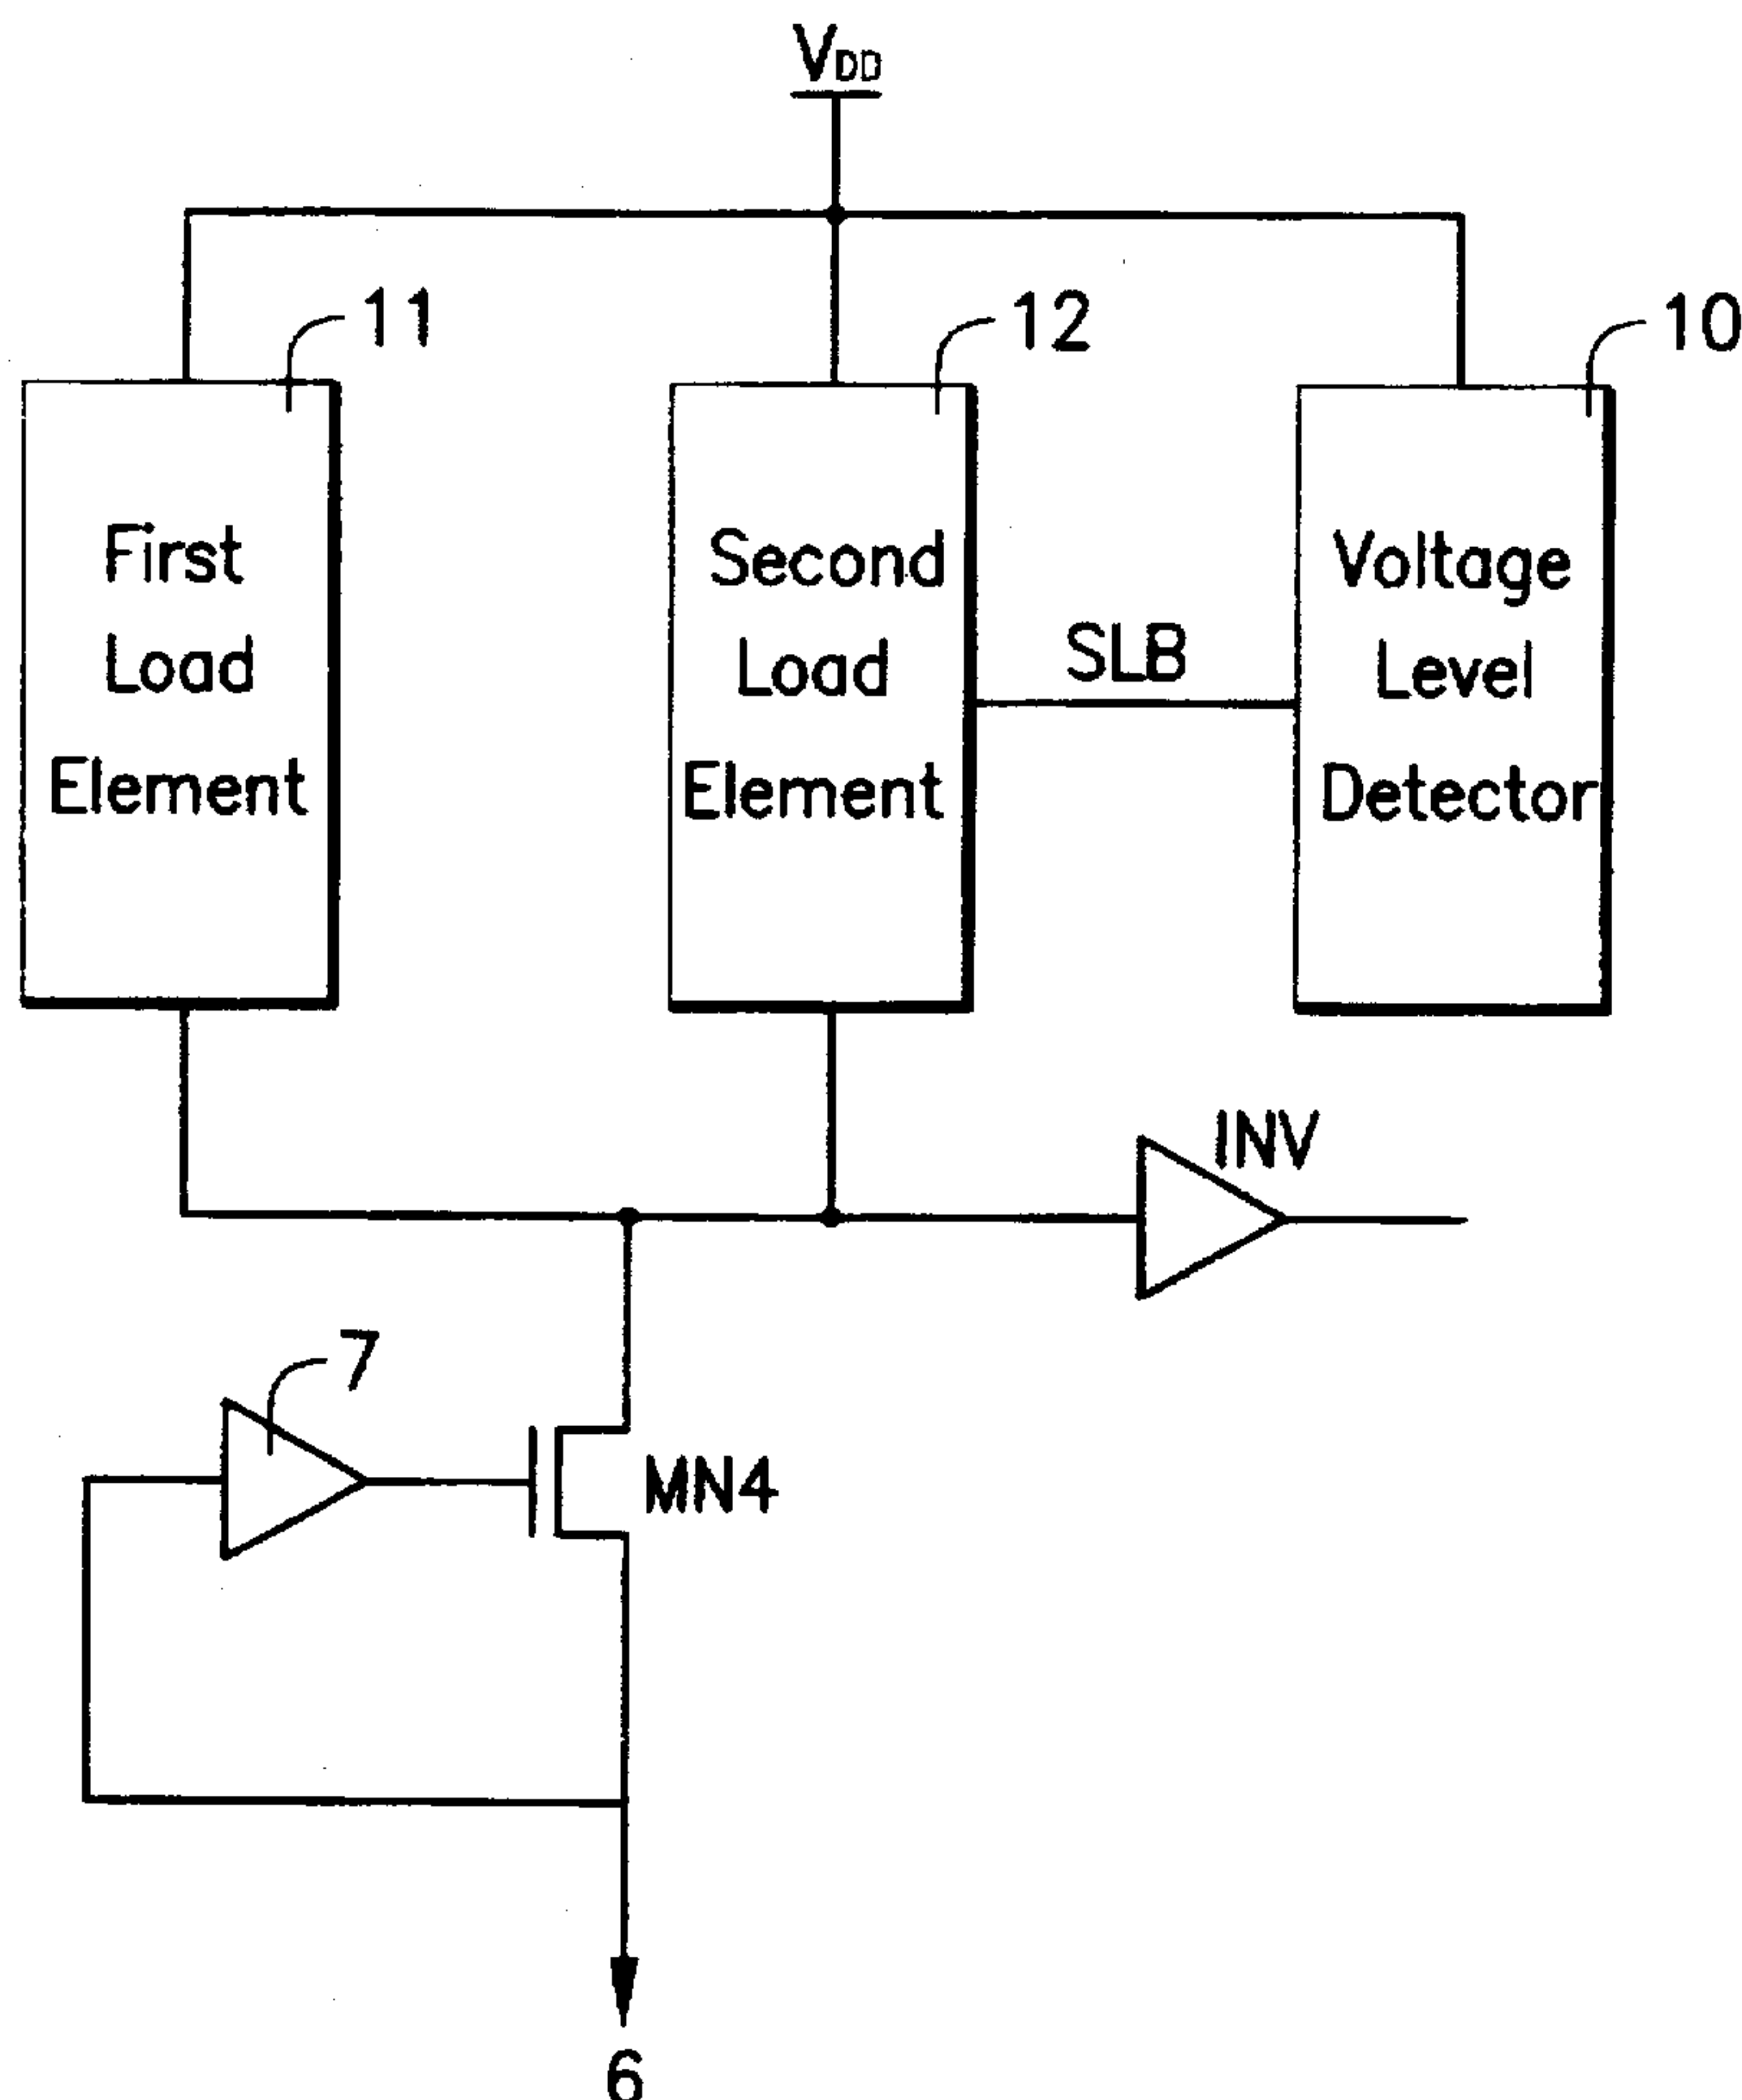 VDD
11
12
10
First
Load
Element
Second
Load
Element
SLB
Voltage
Level
Detector
INV
7
MN4
6